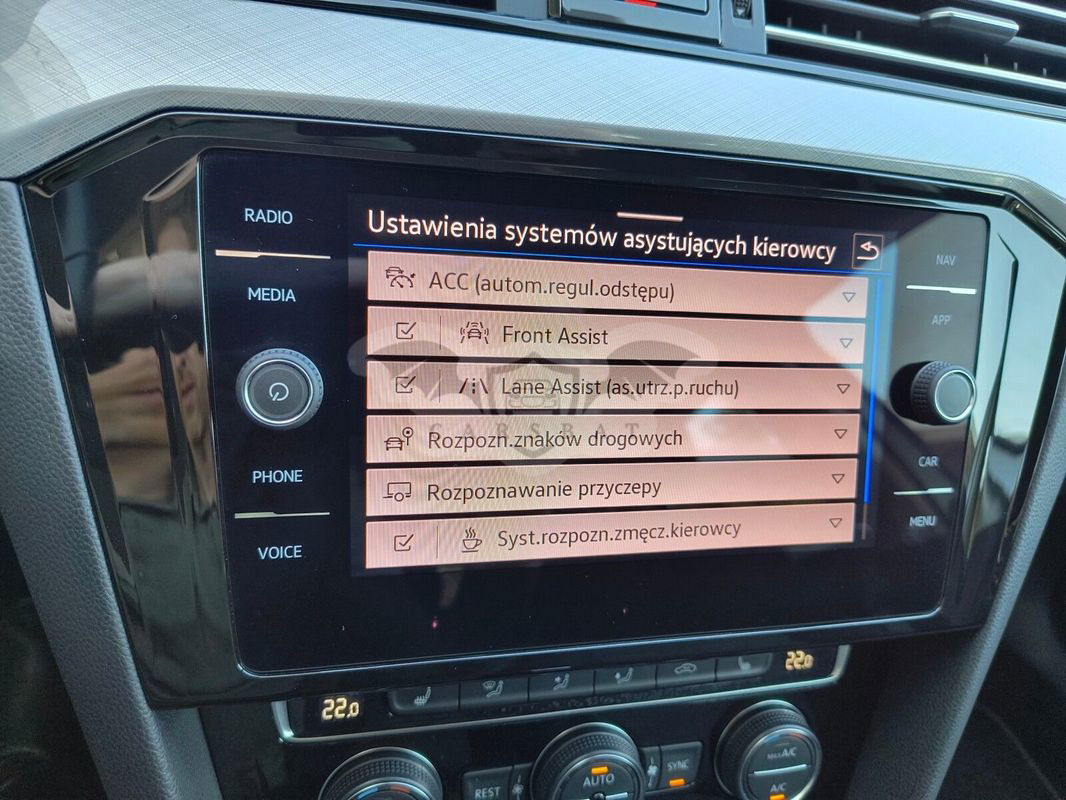 RADIO
MEDIA
PHONE
VOICE
Ustawienia systemów asystujących kierowcy
ACC (autom.regul.odstępu)
Front Assist
Lane Assist (as.utrz.p.ruchu)
Rozpozn.znaków drogowych
Rozpoznawanie przyczepy
Syst.rozpozn.zmęcz.kierowcy
CARSBAT
NAV
APP
CAR
MENU
22.0
22.0
REST
AUTO
SYNC
MAX A/C
A/C